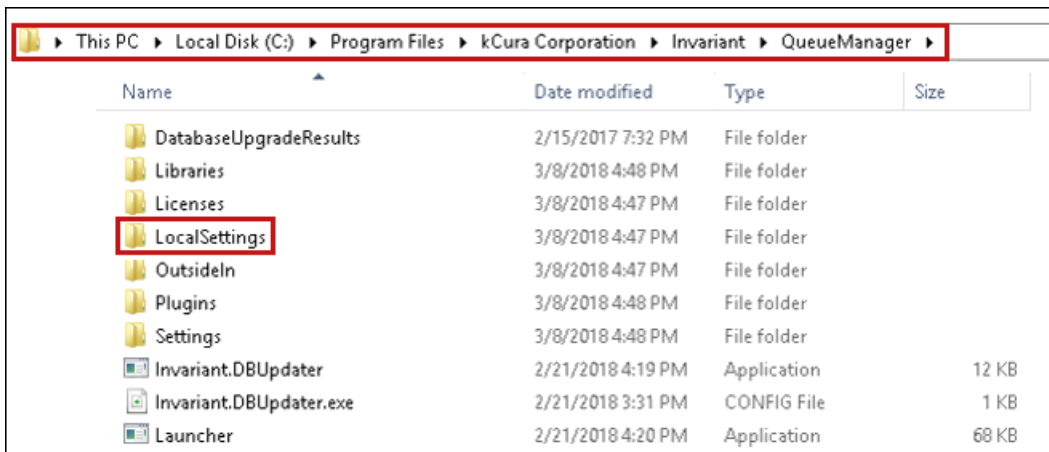 This PC ▸ Local Disk (C:) ▸ Program Files ▸ kCura Corporation ▸ Invariant ▸ QueueManager ▸
Name Date modified Type Size
DatabaseUpgradeResults 2/15/2017 7:32 PM File folder
Libraries 3/8/2018 4:48 PM File folder
Licenses 3/8/2018 4:47 PM File folder
LocalSettings 3/8/2018 4:47 PM File folder
OutsideIn 3/8/2018 4:47 PM File folder
Plugins 3/8/2018 4:48 PM File folder
Settings 3/8/2018 4:48 PM File folder
Invariant.DBUpdater 2/21/2018 4:19 PM Application 12 KB
Invariant.DBUpdater.exe 2/21/2018 3:31 PM CONFIG File 1 KB
Launcher 2/21/2018 4:20 PM Application 68 KB